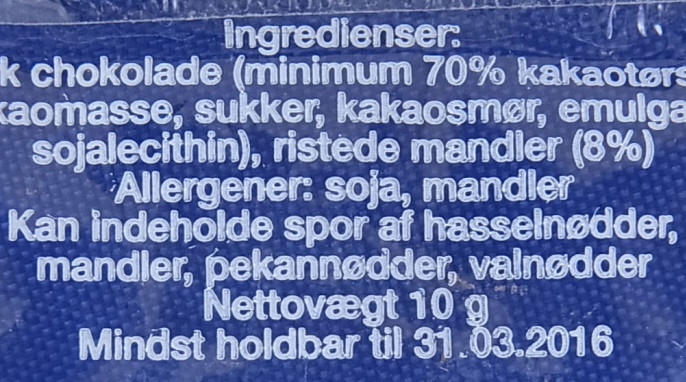 Ingredienser:
k chokolade (minimum 70% kakaotørs
kaomasse, sukker, kakaosmør, emulga
sojalecithin), ristede mandler (8%)
Allergener: soja, mandler
Kan indeholde spor af hasselnødder,
mandler, pekannødder, valnødder
Nettovægt 10 g
Mindst holdbar til 31.03.2016